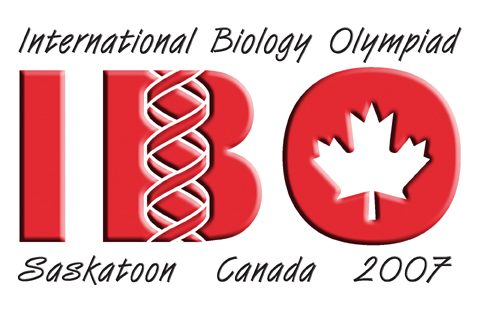 International Biology Olympiad
IBO
Saskatoon Canada 2007